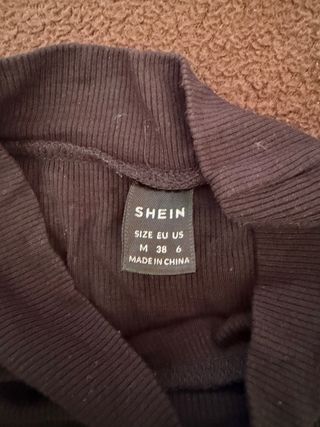 SHEIN
SIZE EU US
M 38 6
MADE IN CHINA